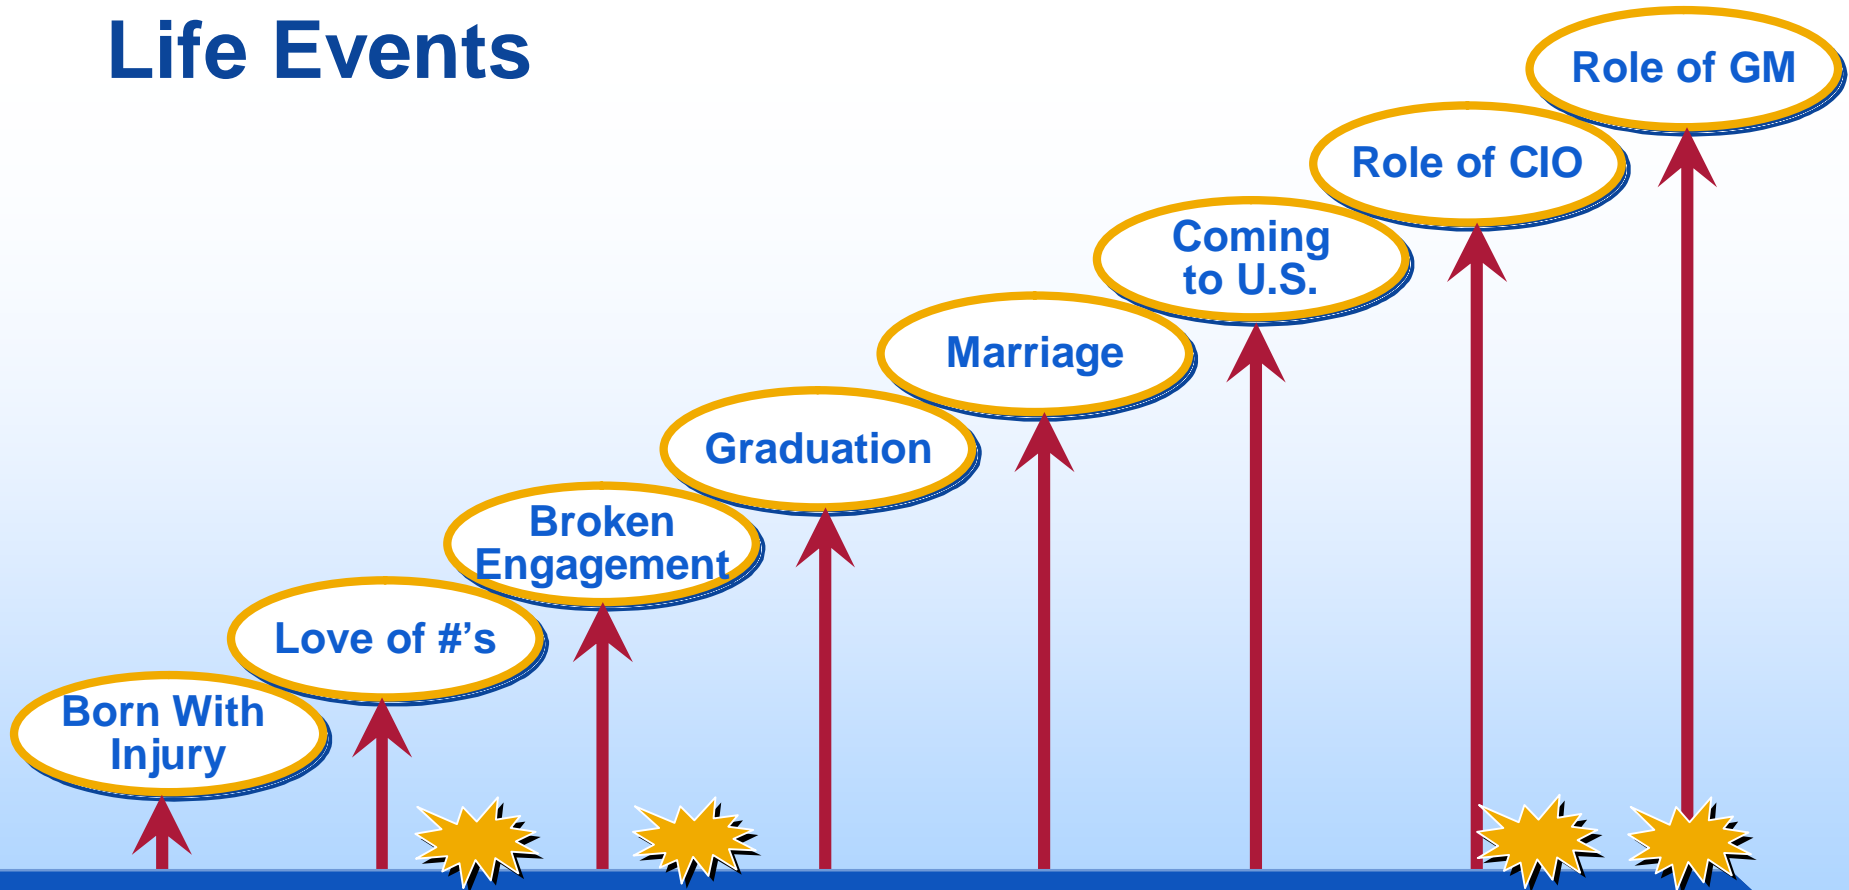 Life Events
Role of GM
Role of CIO
Coming
to U.S.
Marriage
Graduation
Broken
Engagement
Love of #’s
Born With
Injury